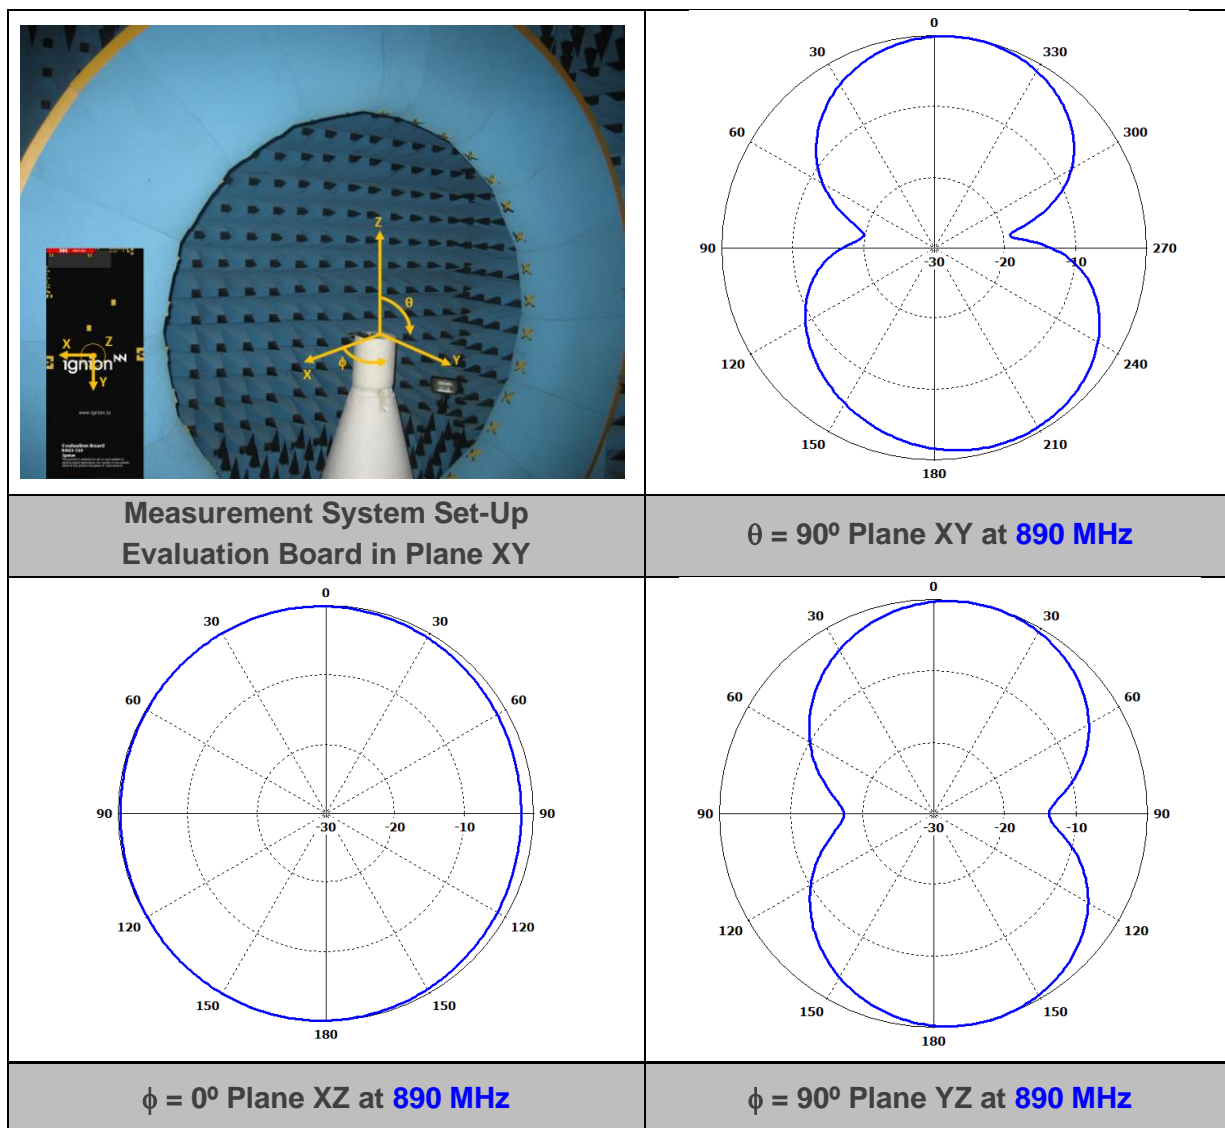 Z
θ
Y
X
ϕ
X
Z
Y
ignion
www.ignion.io
Evaluation Board
Measurement System Set-Up
Evaluation Board in Plane XY
0
30
330
60
300
90
-30
-20
-10
270
120
240
150
210
180
θ = 90º Plane XY at 890 MHz
0
30
30
60
60
90
-30
-20
-10
90
120
120
150
150
180
ϕ = 0º Plane XZ at 890 MHz
0
30
30
60
60
90
-30
-20
-10
90
120
120
150
150
180
ϕ = 90º Plane YZ at 890 MHz